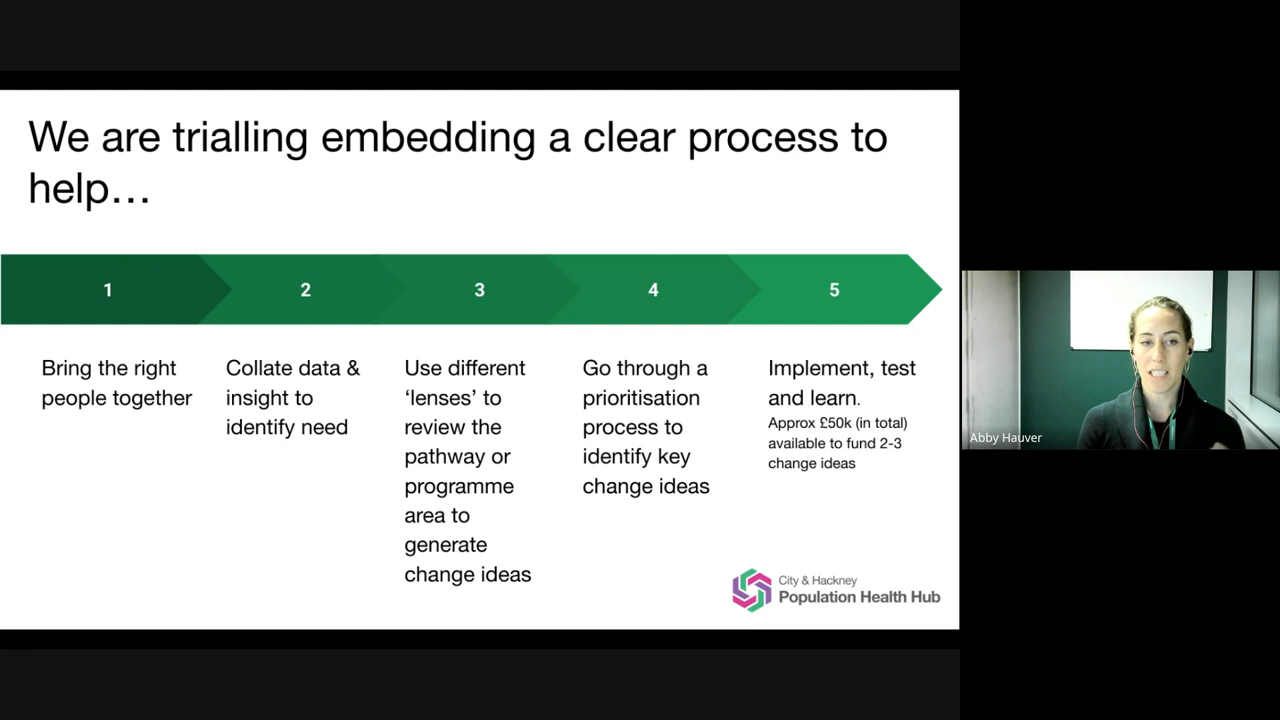 We are trialling embedding a clear process to
help…
1
2
3
4
5
Bring the right
people together
Collate data &
insight to
identify need
Use different
‘lenses’ to
review the
pathway or
programme
area to
generate
change ideas
Go through a
prioritisation
process to
identify key
change ideas
Implement, test
and learn.
Approx £50k (in total)
available to fund 2-3
change ideas
City & Hackney
Population Health Hub
Abby Hauver